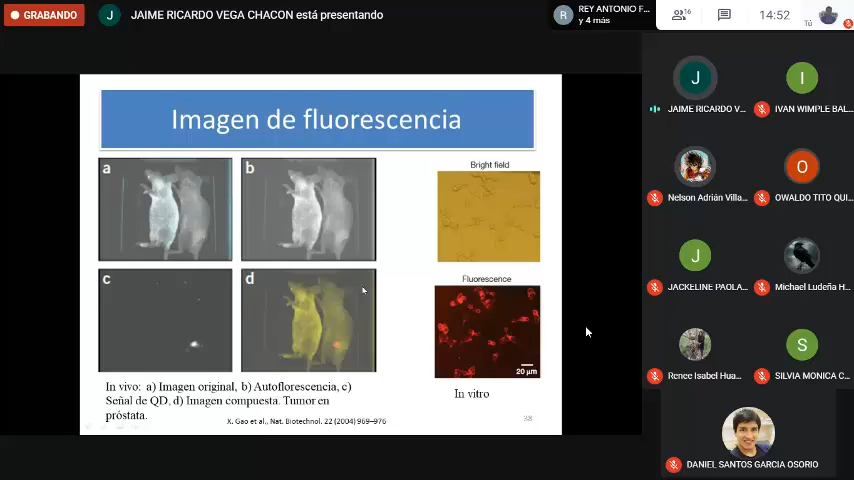 GRABANDO
J
JAIME RICARDO VEGA CHACON está presentando
R
REY ANTONIO F...
y 4 más
16
14:52
Tú
Imagen de fluorescencia
a
b
c
d
Bright field
Fluorescence
20 µm
In vivo: a) Imagen original, b) Autoflorescencia, c)
Señal de QD, d) Imagen compuesta. Tumor en
próstata.
In vitro
X. Gao et al., Nat. Biotechnol. 22 (2004) 969–976
38
J
JAIME RICARDO V...
I
IVAN WIMPLE BAL...
Nelson Adrián Villa...
O
OWALDO TITO QUI...
J
JACKELINE PAOLA...
Michael Ludeña H...
Renee Isabel Hua...
S
SILVIA MONICA C...
DANIEL SANTOS GARCIA OSORIO